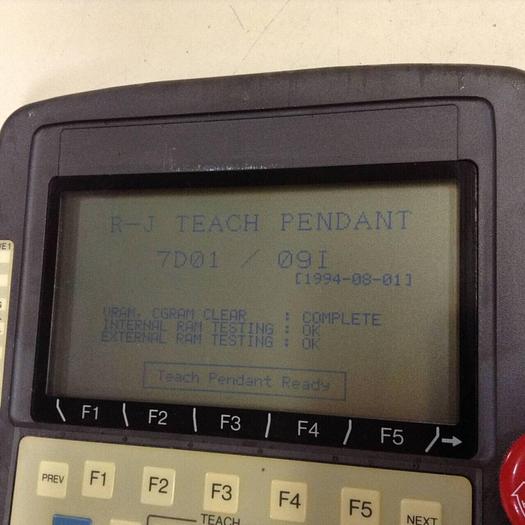 R-J TEACH PENDANT
7D01 / 09I
[1994-08-01]
VRAM, CGRAM CLEAR : COMPLETE
INTERNAL RAM TESTING : OK
EXTERNAL RAM TESTING : OK
Teach Pendant Ready
F1 F2 F3 F4 F5 →
PREV F1 F2 F3 F4 F5 NEXT
TEACH